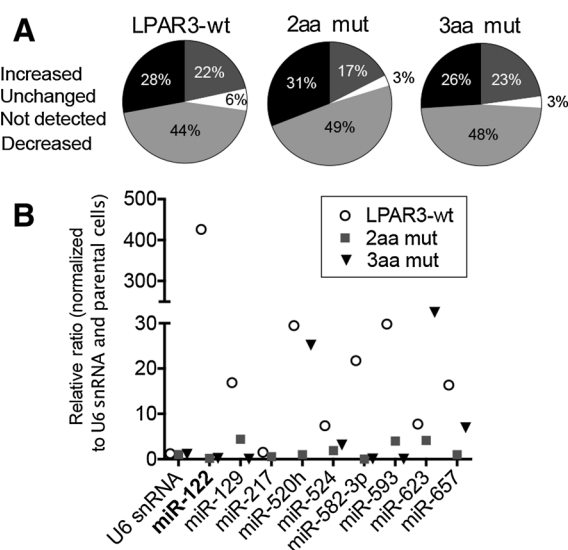 A
LPAR3-wt
2aa mut
3aa mut
Increased
Unchanged
Not detected
Decreased
28%
22%
6%
44%
31%
17%
3%
49%
26%
23%
3%
48%
B
Relative ratio (normalized
to U6 snRNA and parental cells)
500
400
300
30
20
10
0
LPAR3-wt
2aa mut
3aa mut
U6 snRNA
miR-122
miR-129
miR-217
miR-520h
miR-524
miR-582-3p
miR-593
miR-623
miR-657